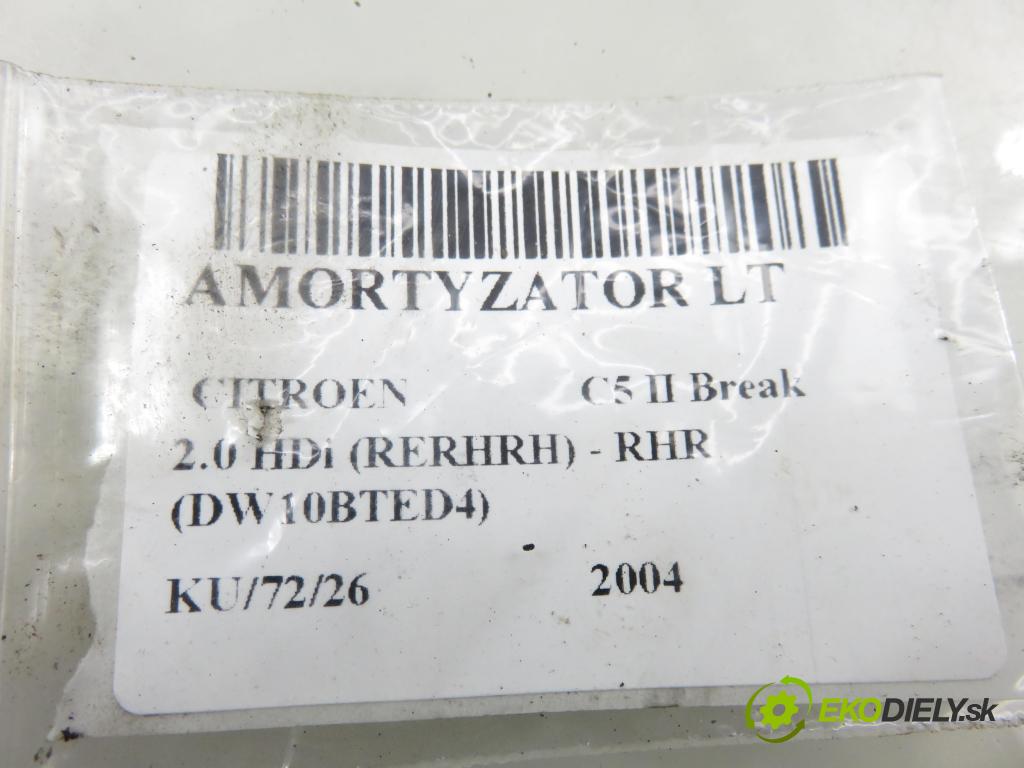 AMORTYZATOR LT
CITROEN C5 II Break
2.0 HDi (RERHRH) - RHR
(DW10BTED4)
KU/72/26 2004
EKODIELY.sk